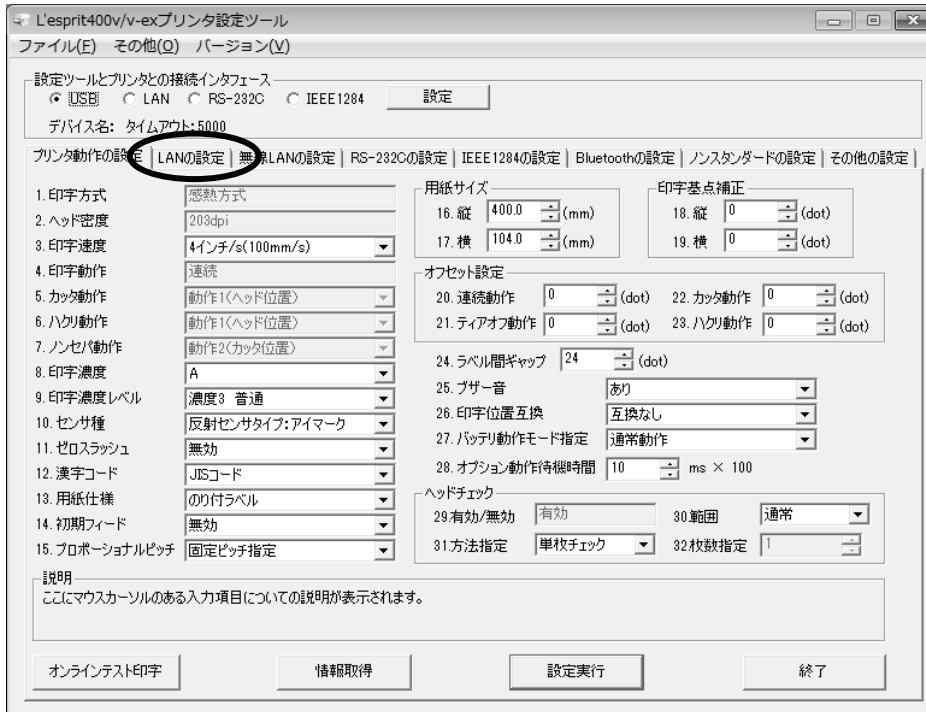 L'esprit400v/v-exプリンタ設定ツール
ファイル(F) その他(O) バージョン(V)
設定ツールとプリンタとの接続インタフェース
USB LAN RS-232C IEEE1284 設定
デバイス名: タイムアウト:5000
プリンタ動作の設定 LANの設定 無線LANの設定 RS-232Cの設定 IEEE1284の設定 Bluetoothの設定 ノンスタンダードの設定 その他の設定
1.印字方式 感熱方式
2.ヘッド密度 203dpi
3.印字速度 4インチ/s(100mm/s)
4.印字動作 連続
5.カッタ動作 動作1(ヘッド位置)
6.ハクリ動作 動作1(ヘッド位置)
7.ノンセパ動作 動作2(カッタ位置)
8.印字濃度 A
9.印字濃度レベル 濃度3 普通
10.センサ種 反射センサタイプ:アイマーク
11.ゼロスラッシュ 無効
12.漢字コード JISコード
13.用紙仕様 のり付ラベル
14.初期フィード 無効
15.プロポーショナルピッチ 固定ピッチ指定
用紙サイズ
16.縦 400.0 (mm)
17.横 104.0 (mm)
印字基点補正
18.縦 0 (dot)
19.横 0 (dot)
オフセット設定
20.連続動作 0 (dot) 22.カッタ動作 0 (dot)
21.ティアオフ動作 0 (dot) 23.ハクリ動作 0 (dot)
24.ラベル間ギャップ 24 (dot)
25.ブザー音 あり
26.印字位置互換 互換なし
27.バッテリ動作モード指定 通常動作
28.オプション動作待機時間 10 ms × 100
ヘッドチェック
29.有効/無効 有効 30.範囲 通常
31.方法指定 単枚チェック 32.枚数指定 1
説明
ここにマウスカーソルのある入力項目についての説明が表示されます。
オンラインテスト印字 情報取得 設定実行 終了